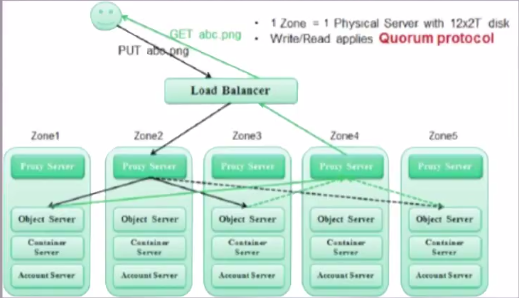 GET abc.png
PUT abc.png
• 1 Zone = 1 Physical Server with 12x2T disk
• Write/Read applies Quorum protocol
Load Balancer
Zone1 Zone2 Zone3 Zone4 Zone5
Proxy Server Proxy Server Proxy Server Proxy Server Proxy Server
Object Server Object Server Object Server Object Server Object Server
Container Server Container Server Container Server Container Server Container Server
Account Server Account Server Account Server Account Server Account Server